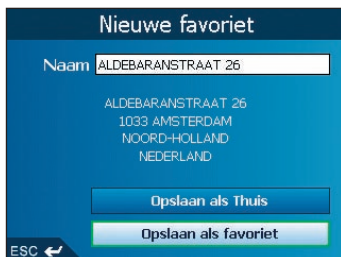 Nieuwe favoriet
Naam ALDEBARANSTRAAT 26
ALDEBARANSTRAAT 26
1033 AMSTERDAM
NOORD-HOLLAND
NEDERLAND
Opslaan als Thuis
Opslaan als favoriet
ESC